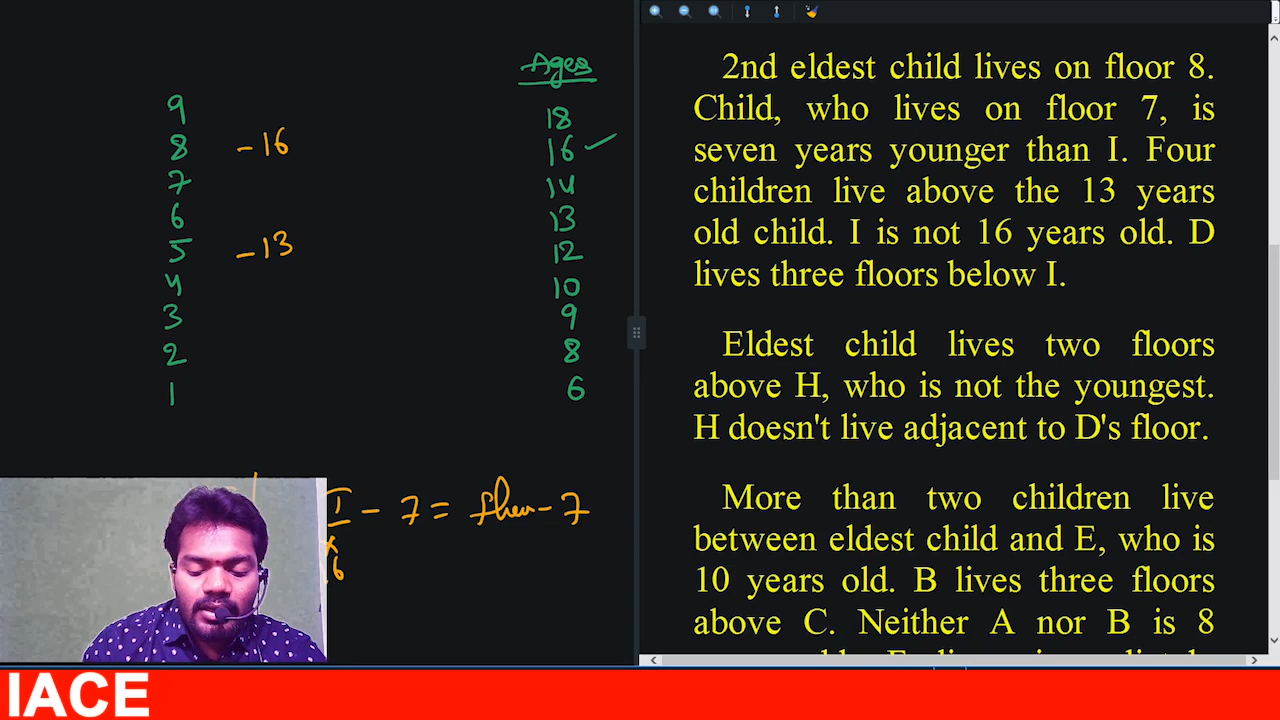 Ages
9 18
8 - 16 16 ✓
7 14
6 13
5 - 13 12
4 10
3 9
2 8
1 6
I - 7 = floor - 7
x
16
2nd eldest child lives on floor 8.
Child, who lives on floor 7, is
seven years younger than I. Four
children live above the 13 years
old child. I is not 16 years old. D
lives three floors below I.
Eldest child lives two floors
above H, who is not the youngest.
H doesn't live adjacent to D's floor.
More than two children live
between eldest child and E, who is
10 years old. B lives three floors
above C. Neither A nor B is 8
IACE